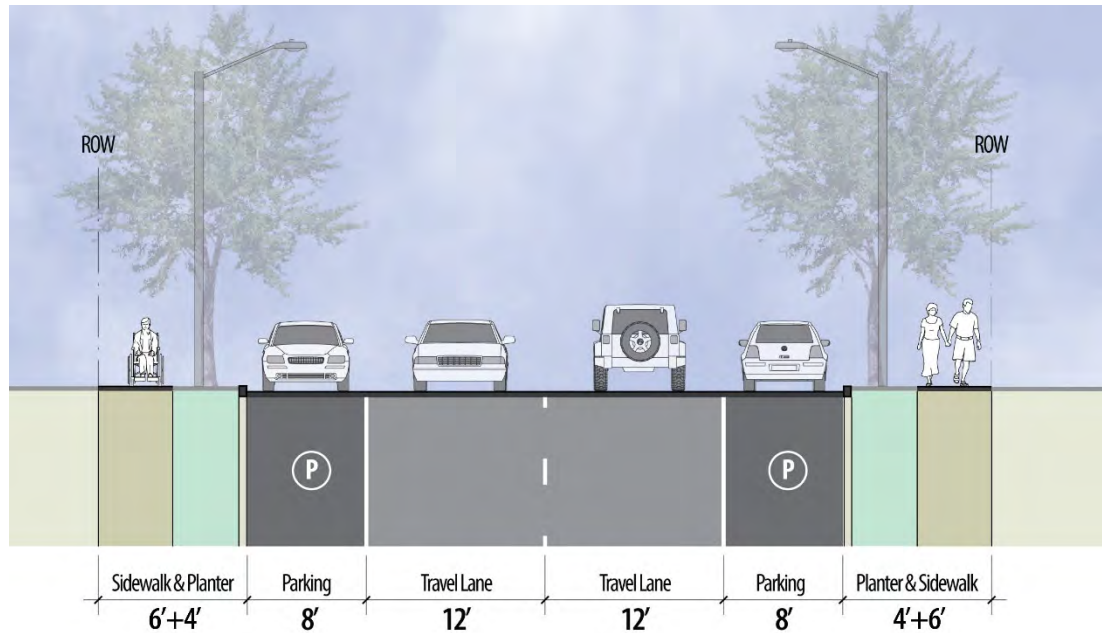 ROW
ROW
P
P
Sidewalk & Planter
Parking
Travel Lane
Travel Lane
Parking
Planter & Sidewalk
6'+4'
8'
12'
12'
8'
4'+6'